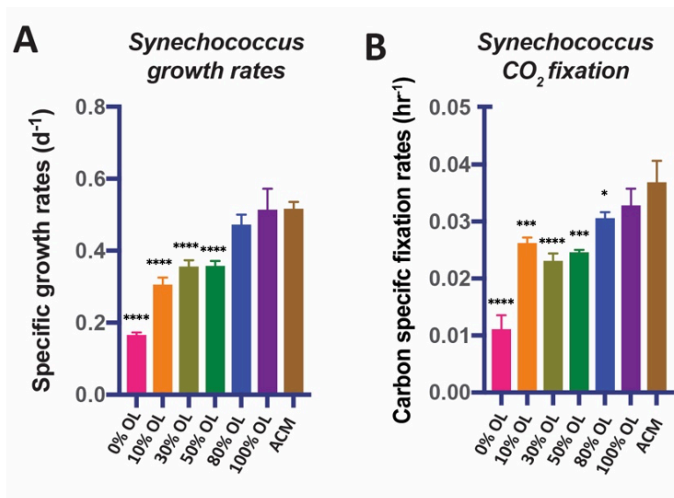 A
Synechococcus
growth rates
Specific growth rates (d-1)
0.8
0.6
0.4
0.2
0.0
****
****
****
****
0% OL
10% OL
30% OL
50% OL
80% OL
100% OL
ACM
B
Synechococcus
CO2 fixation
Carbon specifc fixation rates (hr-1)
0.05
0.04
0.03
0.02
0.01
0.00
****
***
****
***
*
0% OL
10% OL
30% OL
50% OL
80% OL
100% OL
ACM